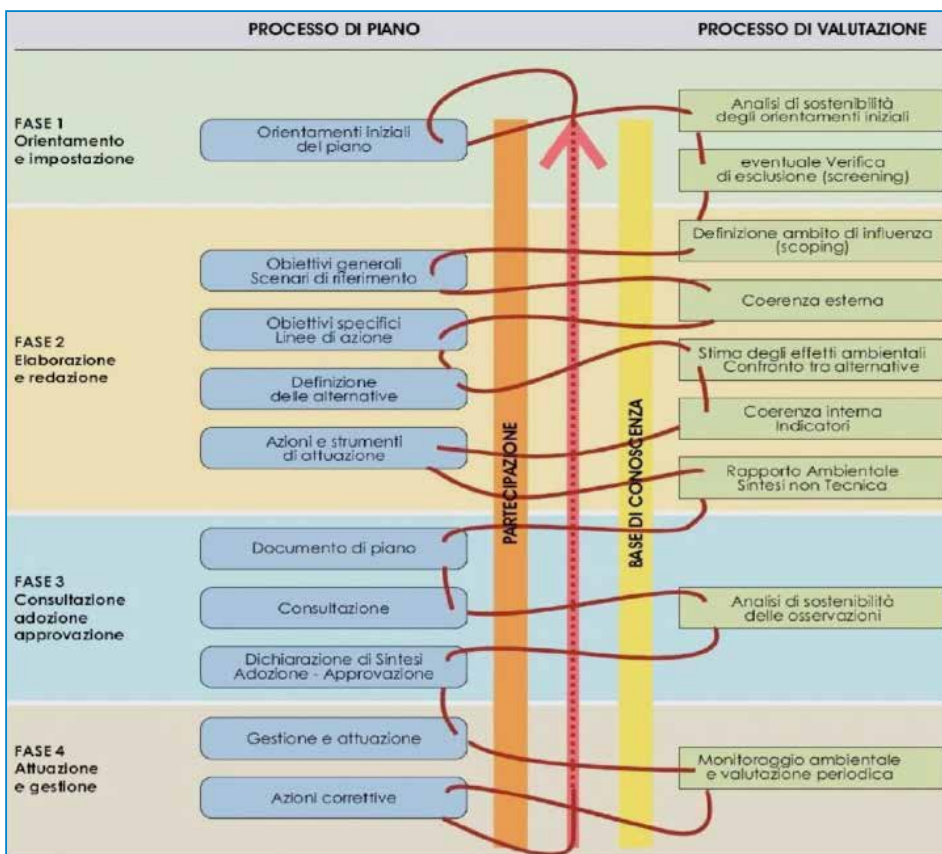 PROCESSO DI PIANO
PROCESSO DI VALUTAZIONE
FASE 1
Orientamento
e impostazione
Orientamenti iniziali
del piano
Analisi di sostenibilità
degli orientamenti iniziali
eventuale Verifica
di esclusione (screening)
FASE 2
Elaborazione
e redazione
Obiettivi generali
Scenari di riferimento
Obiettivi specifici
Linee di azione
Definizione
delle alternative
Azioni e strumenti
di attuazione
Definizione ambito di influenza
(scoping)
Coerenza esterna
Stima degli effetti ambientali
Confronto tra alternative
Coerenza interna
Indicatori
Rapporto Ambientale
Sintesi non Tecnica
PARTECIPAZIONE
BASE DI CONOSCENZA
FASE 3
Consultazione
adozione
approvazione
Documento di piano
Consultazione
Dichiarazione di Sintesi
Adozione - Approvazione
Analisi di sostenibilità
delle osservazioni
FASE 4
Attuazione
e gestione
Gestione e attuazione
Azioni correttive
Monitoraggio ambientale
e valutazione periodica